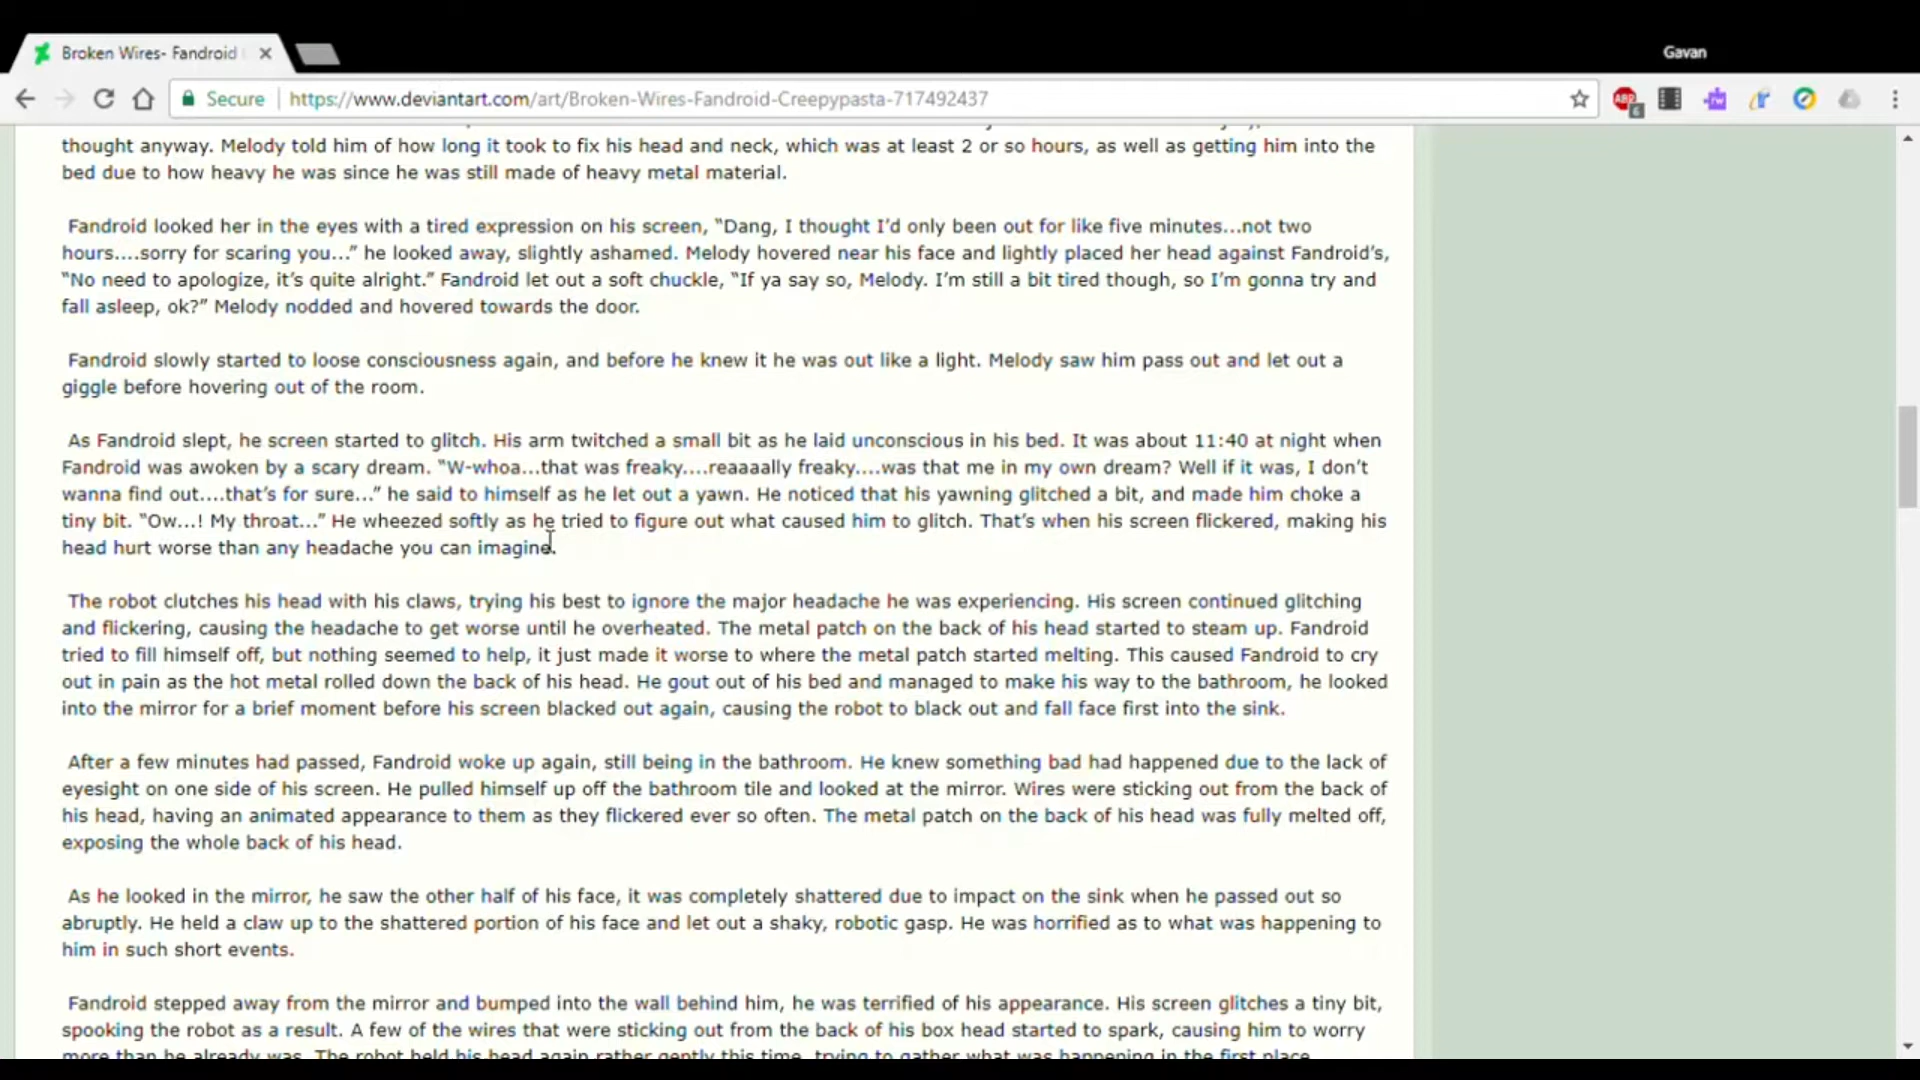 Broken Wires- Fandroid
Gavan
Secure
https://www.deviantart.com/art/Broken-Wires-Fandroid-Creepypasta-717492437
ABP
6
thought anyway. Melody told him of how long it took to fix his head and neck, which was at least 2 or so hours, as well as getting him into the
bed due to how heavy he was since he was still made of heavy metal material.
Fandroid looked her in the eyes with a tired expression on his screen, “Dang, I thought I’d only been out for like five minutes...not two
hours....sorry for scaring you...” he looked away, slightly ashamed. Melody hovered near his face and lightly placed her head against Fandroid’s,
“No need to apologize, it’s quite alright.” Fandroid let out a soft chuckle, “If ya say so, Melody. I’m still a bit tired though, so I’m gonna try and
fall asleep, ok?” Melody nodded and hovered towards the door.
Fandroid slowly started to loose consciousness again, and before he knew it he was out like a light. Melody saw him pass out and let out a
giggle before hovering out of the room.
As Fandroid slept, he screen started to glitch. His arm twitched a small bit as he laid unconscious in his bed. It was about 11:40 at night when
Fandroid was awoken by a scary dream. “W-whoa...that was freaky....reaaaally freaky....was that me in my own dream? Well if it was, I don’t
wanna find out....that’s for sure...” he said to himself as he let out a yawn. He noticed that his yawning glitched a bit, and made him choke a
tiny bit. “Ow...! My throat...” He wheezed softly as he tried to figure out what caused him to glitch. That’s when his screen flickered, making his
head hurt worse than any headache you can imagine.
The robot clutches his head with his claws, trying his best to ignore the major headache he was experiencing. His screen continued glitching
and flickering, causing the headache to get worse until he overheated. The metal patch on the back of his head started to steam up. Fandroid
tried to fill himself off, but nothing seemed to help, it just made it worse to where the metal patch started melting. This caused Fandroid to cry
out in pain as the hot metal rolled down the back of his head. He gout out of his bed and managed to make his way to the bathroom, he looked
into the mirror for a brief moment before his screen blacked out again, causing the robot to black out and fall face first into the sink.
After a few minutes had passed, Fandroid woke up again, still being in the bathroom. He knew something bad had happened due to the lack of
eyesight on one side of his screen. He pulled himself up off the bathroom tile and looked at the mirror. Wires were sticking out from the back of
his head, having an animated appearance to them as they flickered ever so often. The metal patch on the back of his head was fully melted off,
exposing the whole back of his head.
As he looked in the mirror, he saw the other half of his face, it was completely shattered due to impact on the sink when he passed out so
abruptly. He held a claw up to the shattered portion of his face and let out a shaky, robotic gasp. He was horrified as to what was happening to
him in such short events.
Fandroid stepped away from the mirror and bumped into the wall behind him, he was terrified of his appearance. His screen glitches a tiny bit,
spooking the robot as a result. A few of the wires that were sticking out from the back of his box head started to spark, causing him to worry
more than he already was. The robot held his head again rather gently this time, trying to gather what was happening in the first place.